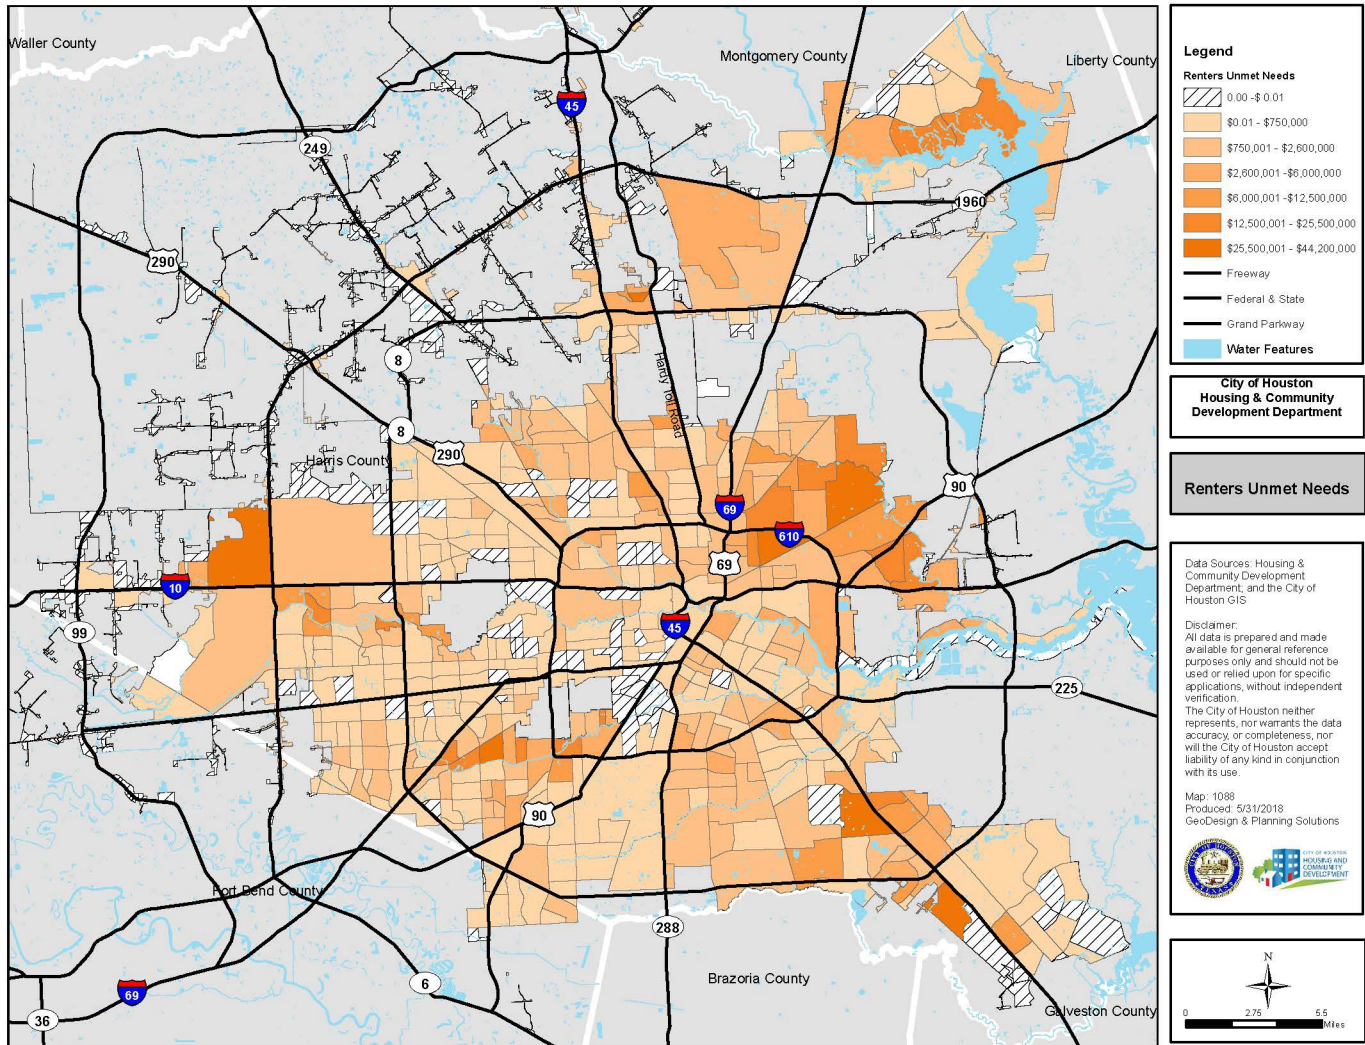 Waller County
Montgomery County
Liberty County
45
249
1960
290
8
Hardy Toll Road
8
290
Harris County
90
69
610
69
10
45
99
225
90
Fort Bend County
288
6
69
36
Brazoria County
Galveston County
Legend
Renters Unmet Needs
0.00 -$ 0.01
$0.01 - $750,000
$750,001 - $2,600,000
$2,600,001 -$6,000,000
$6,000,001 -$12,500,000
$12,500,001 - $25,500,000
$25,500,001 - $44,200,000
Freeway
Federal & State
Grand Parkway
Water Features
City of Houston
Housing & Community
Development Department
Renters Unmet Needs
Data Sources: Housing &
Community Development
Department; and the City of
Houston GIS
Disclaimer:
All data is prepared and made
available for general reference
purposes only and should not be
used or relied upon for specific
applications, without independent
verification.
The City of Houston neither
represents, nor warrants the data
accuracy, or completeness, nor
will the City of Houston accept
liability of any kind in conjunction
with its use.
Map: 1088
Produced: 5/31/2018
GeoDesign & Planning Solutions
CITY OF HOUSTON
HOUSING AND
COMMUNITY
DEVELOPMENT
N
0 2.75 5.5
Miles